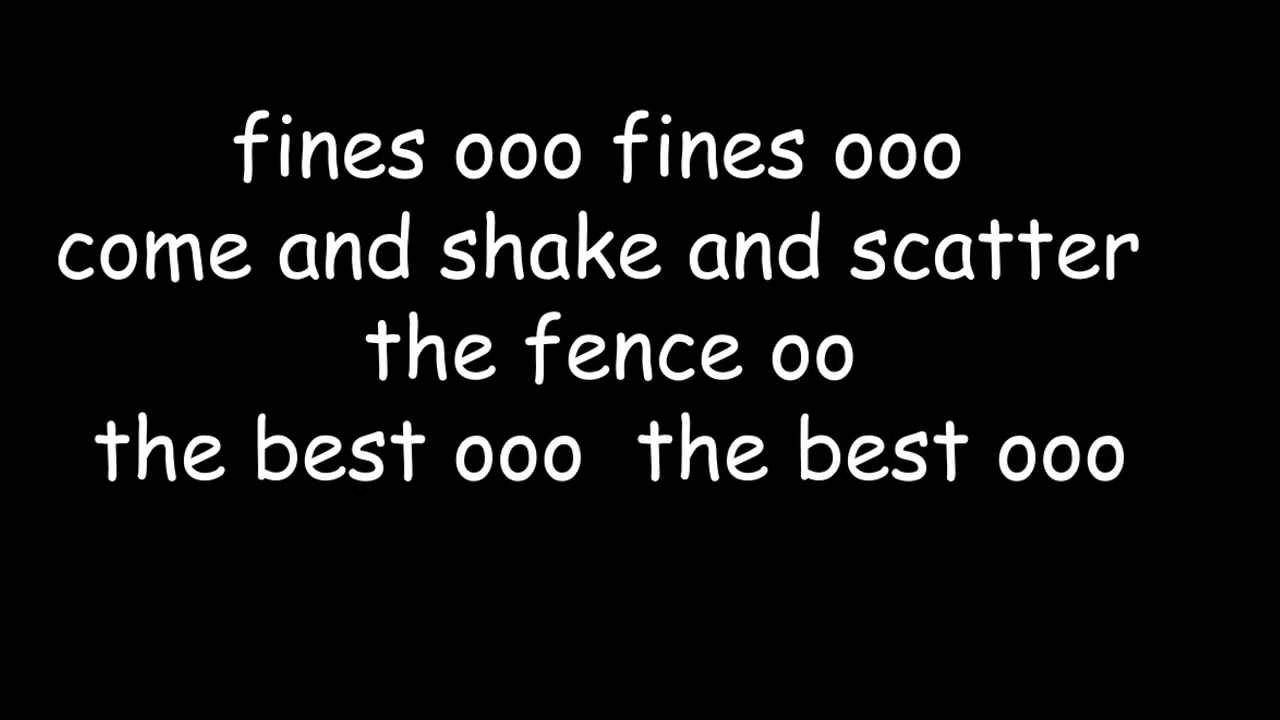 fines ooo fines ooo
come and shake and scatter
the fence oo
the best ooo  the best ooo